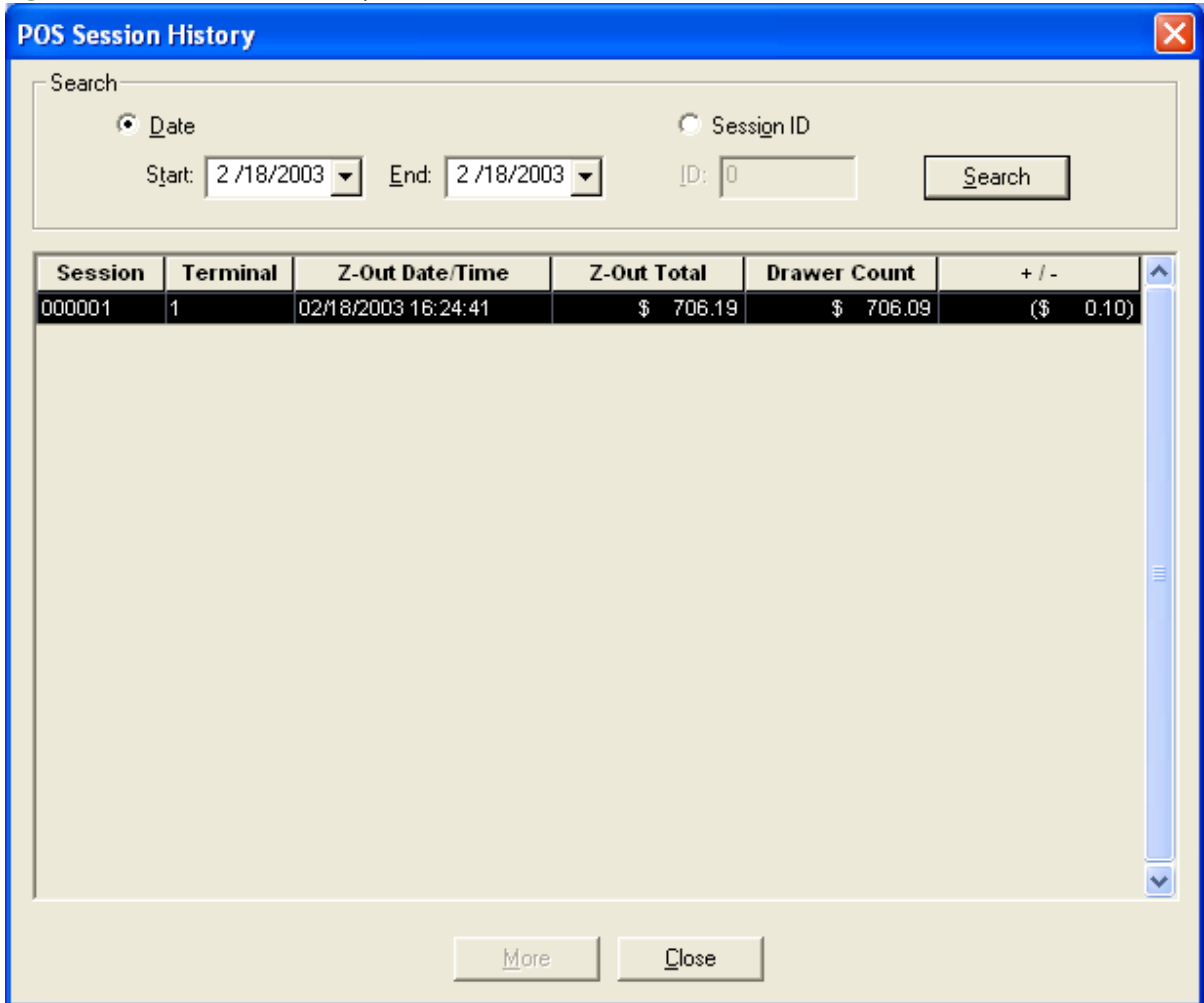 POS Session History
Search
Date
Session ID
Start: 2 /18/2003 End: 2 /18/2003 ID: 0 Search
Session Terminal Z-Out Date/Time Z-Out Total Drawer Count + / -
000001 1 02/18/2003 16:24:41 $ 706.19 $ 706.09 ($ 0.10)
More Close